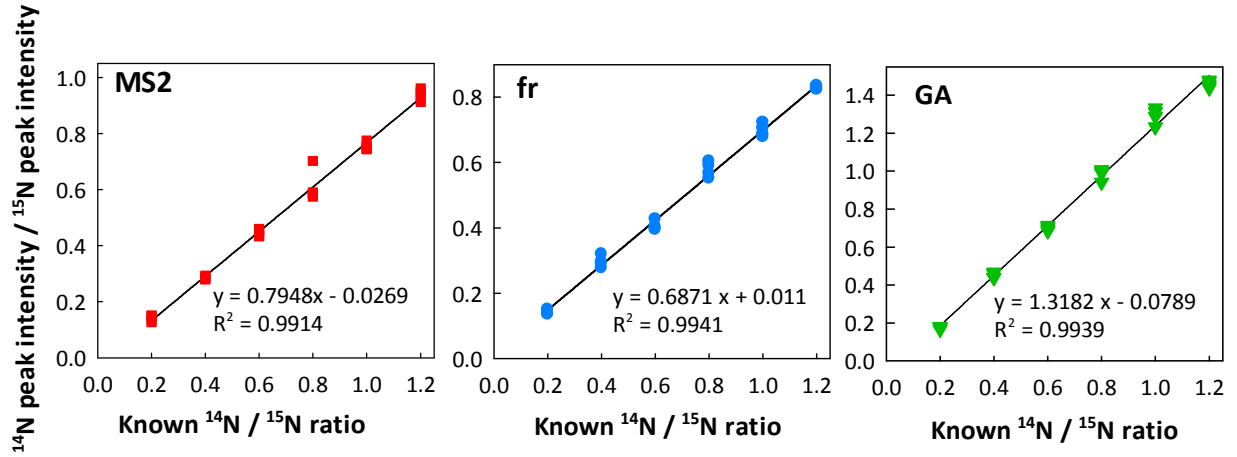 ¹⁴N peak intensity / ¹⁵N peak intensity
MS2
1.0
0.8
0.6
0.4
0.2
0.0
y = 0.7948x - 0.0269
R² = 0.9914
0.0 0.2 0.4 0.6 0.8 1.0 1.2
Known ¹⁴N / ¹⁵N ratio
fr
0.8
0.6
0.4
0.2
0.0
y = 0.6871 x + 0.011
R² = 0.9941
0.0 0.2 0.4 0.6 0.8 1.0 1.2
Known ¹⁴N / ¹⁵N ratio
GA
1.4
1.2
1.0
0.8
0.6
0.4
0.2
0.0
y = 1.3182 x - 0.0789
R² = 0.9939
0.0 0.2 0.4 0.6 0.8 1.0 1.2
Known ¹⁴N / ¹⁵N ratio